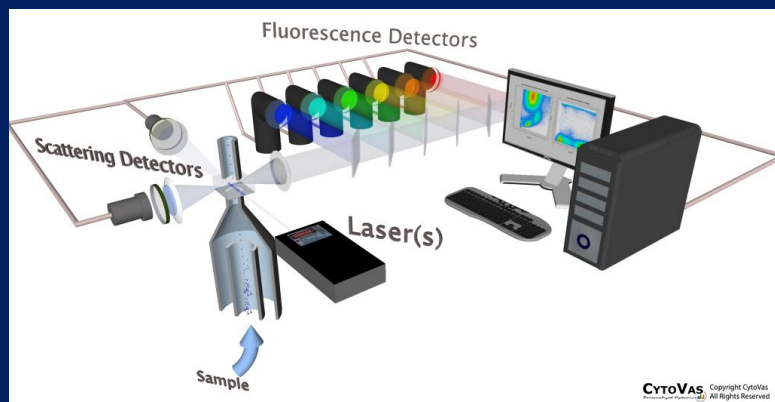 Fluorescence Detectors
Scattering Detectors
Laser(s)
Sample
CYTOVAS Copyright CytoVas
All Rights Reserved